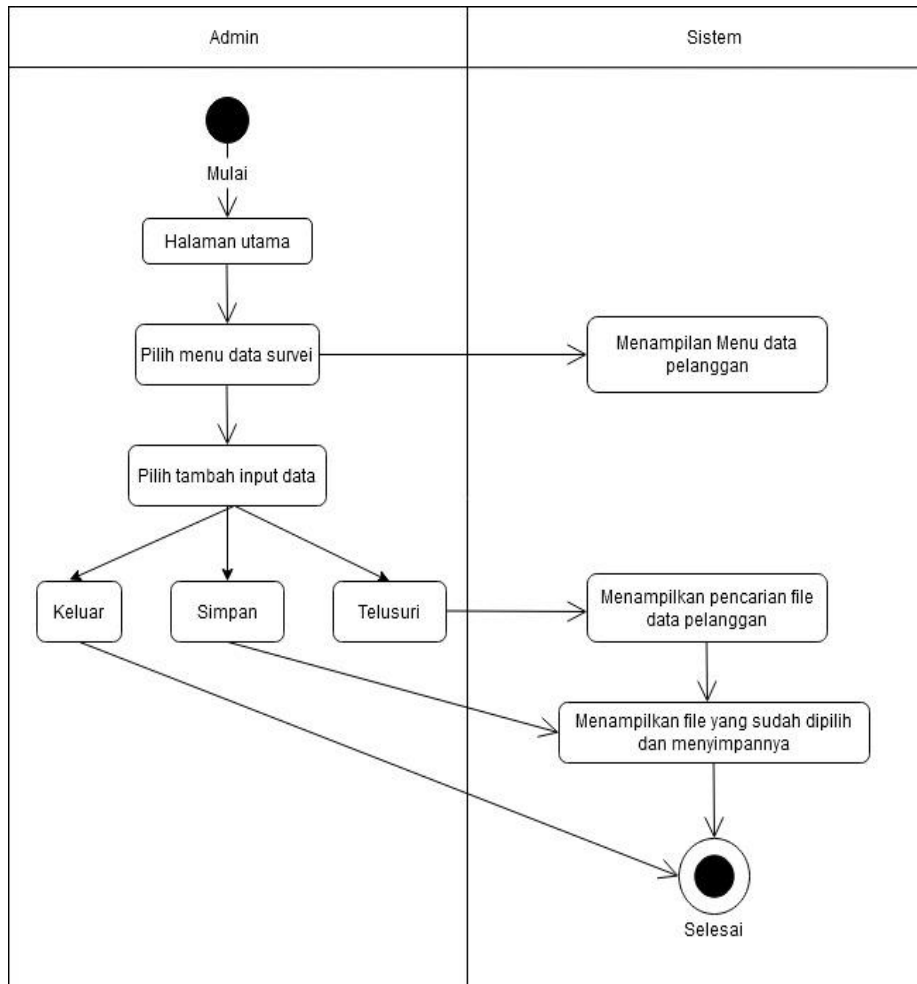 Admin
Sistem
Mulai
Halaman utama
Pilih menu data survei
Menampilan Menu data
pelanggan
Pilih tambah input data
Keluar
Simpan
Telusuri
Menampilkan pencarian file
data pelanggan
Menampilkan file yang sudah dipilih
dan menyimpannya
Selesai